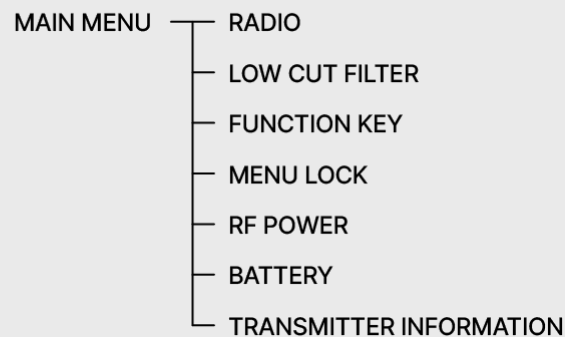 MAIN MENU RADIO
LOW CUT FILTER
FUNCTION KEY
MENU LOCK
RF POWER
BATTERY
TRANSMITTER INFORMATION